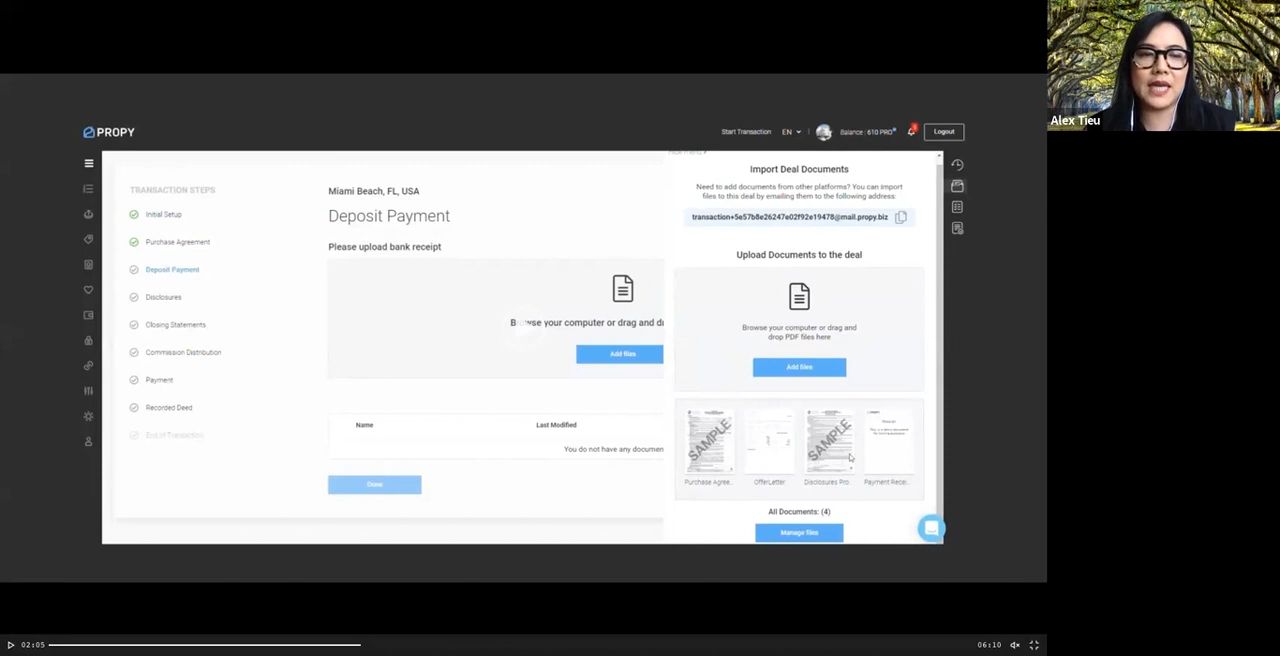 Alex Tieu
PROPY
Start Transaction
EN
Balance: 610 PRO
Logout
TRANSACTION STEPS
Initial Setup
Purchase Agreement
Deposit Payment
Disclosures
Closing Statements
Commission Distribution
Payment
Recorded Deed
End of Transaction
Miami Beach, FL, USA
Deposit Payment
Please upload bank receipt
Browse your computer or drag and dr
Add files
Name
Last Modified
You do not have any documen
Done
Import Deal Documents
Need to add documents from other platforms? You can import
files to this deal by emailing them to the following address:
transaction+5e57b8e26247e02f92e19478@mail.propy.biz
Upload Documents to the deal
Browse your computer or drag and
drop PDF files here
Add files
SAMPLE
SAMPLE
Purchase Agree...
OfferLetter
Disclosures Pro...
Payment Recei...
All Documents: (4)
Manage files
02:05
06:10